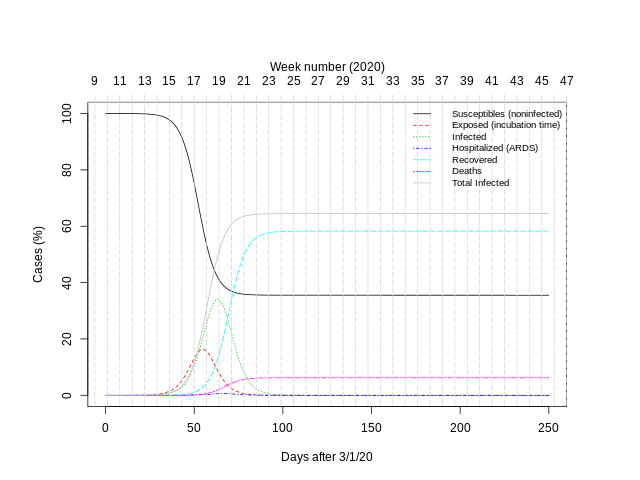 Week number (2020)
9 11 13 15 17 19 21 23 25 27 29 31 33 35 37 39 41 43 45 47
Susceptibles (noninfected)
Exposed (incubation time)
Infected
Hospitalized (ARDS)
Recovered
Deaths
Total Infected
Cases (%)
100
80
60
40
20
0
0 50 100 150 200 250
Days after 3/1/20